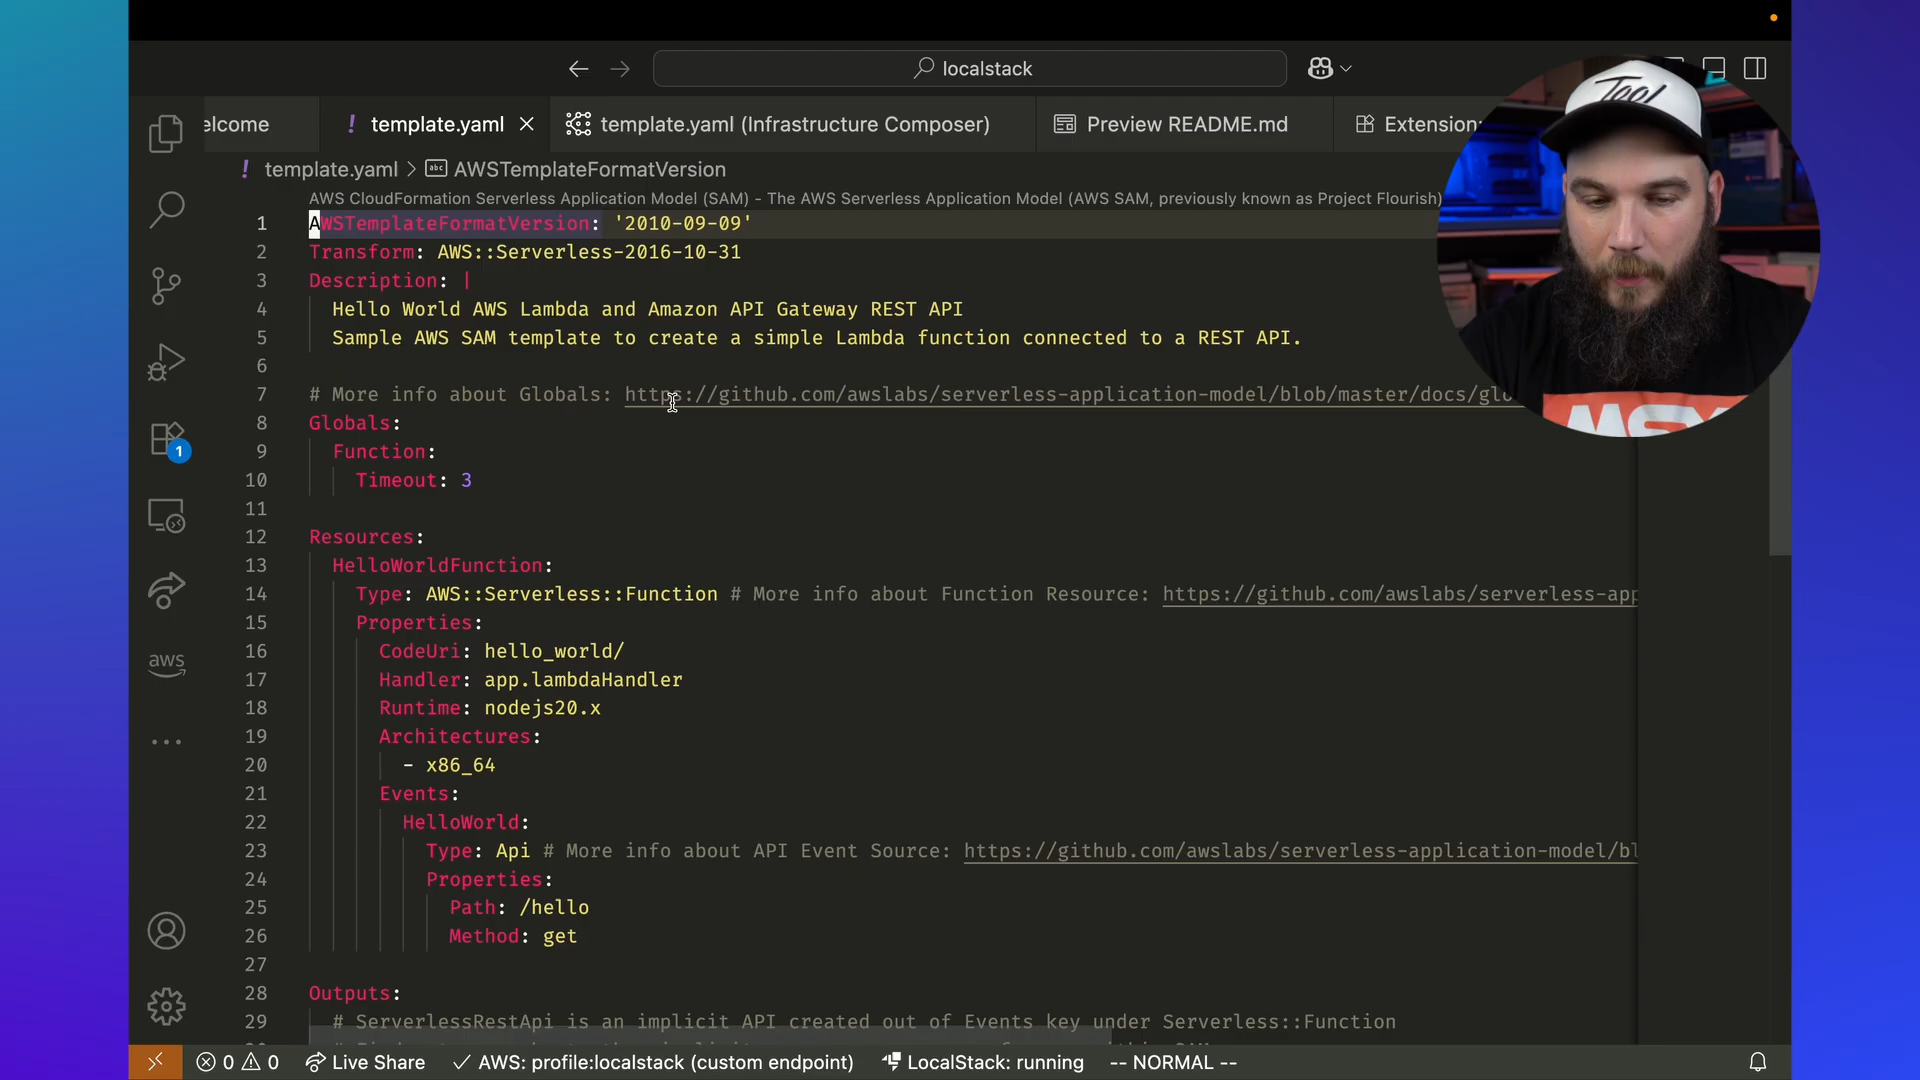 localstack
elcome
! template.yaml
template.yaml (Infrastructure Composer)
Preview README.md
Extension:
! template.yaml > abc AWSTemplateFormatVersion
AWS CloudFormation Serverless Application Model (SAM) - The AWS Serverless Application Model (AWS SAM, previously known as Project Flourish)
1 AWSTemplateFormatVersion: '2010-09-09'
2 Transform: AWS::Serverless-2016-10-31
3 Description: |
4 Hello World AWS Lambda and Amazon API Gateway REST API
5 Sample AWS SAM template to create a simple Lambda function connected to a REST API.
6
7 # More info about Globals: https://github.com/awslabs/serverless-application-model/blob/master/docs/glo
8 Globals:
9 Function:
10 Timeout: 3
11
12 Resources:
13 HelloWorldFunction:
14 Type: AWS::Serverless::Function # More info about Function Resource: https://github.com/awslabs/serverless-app
15 Properties:
16 CodeUri: hello_world/
17 Handler: app.lambdaHandler
18 Runtime: nodejs20.x
19 Architectures:
20 - x86_64
21 Events:
22 HelloWorld:
23 Type: Api # More info about API Event Source: https://github.com/awslabs/serverless-application-model/bl
24 Properties:
25 Path: /hello
26 Method: get
27
28 Outputs:
29 # ServerlessRestApi is an implicit API created out of Events key under Serverless::Function
1
aws
0 0 Live Share AWS: profile:localstack (custom endpoint) LocalStack: running -- NORMAL --
Tool